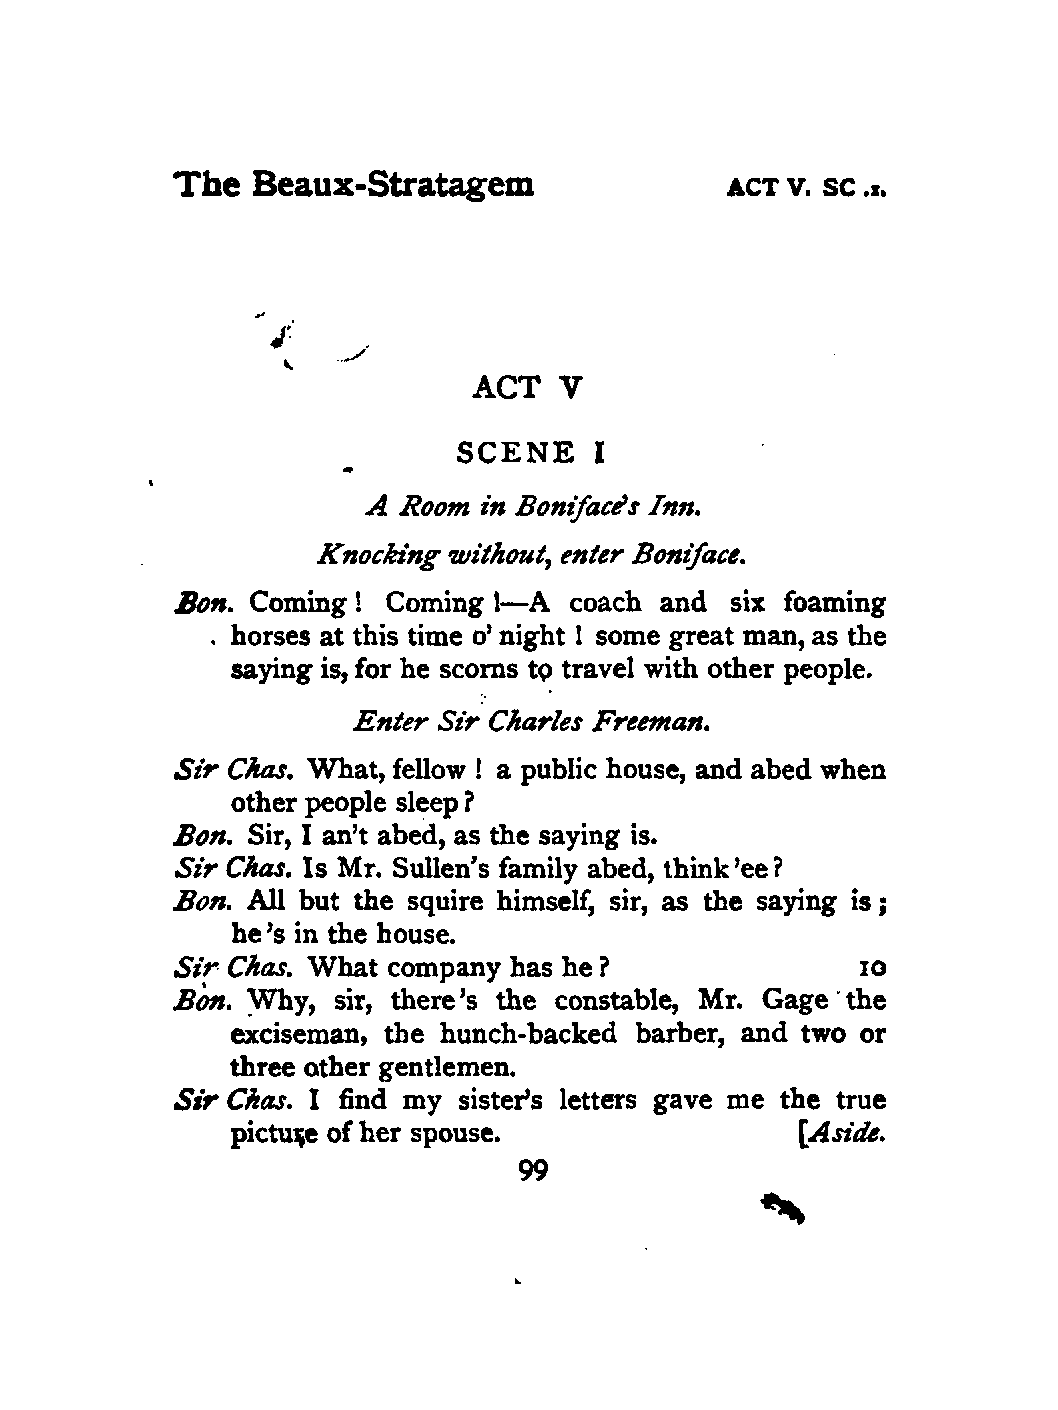 The Beaux-Stratagem ACT V. SC .I.
ACT V
SCENE I
A Room in Boniface's Inn.
Knocking without, enter Boniface.
Bon. Coming! Coming!—A coach and six foaming
horses at this time o' night! some great man, as the
saying is, for he scorns to travel with other people.
Enter Sir Charles Freeman.
Sir Chas. What, fellow! a public house, and abed when
other people sleep?
Bon. Sir, I an't abed, as the saying is.
Sir Chas. Is Mr. Sullen's family abed, think 'ee?
Bon. All but the squire himself, sir, as the saying is;
he's in the house.
Sir Chas. What company has he? 10
Bon. Why, sir, there's the constable, Mr. Gage the
exciseman, the hunch-backed barber, and two or
three other gentlemen.
Sir Chas. I find my sister's letters gave me the true
picture of her spouse. [Aside.
99